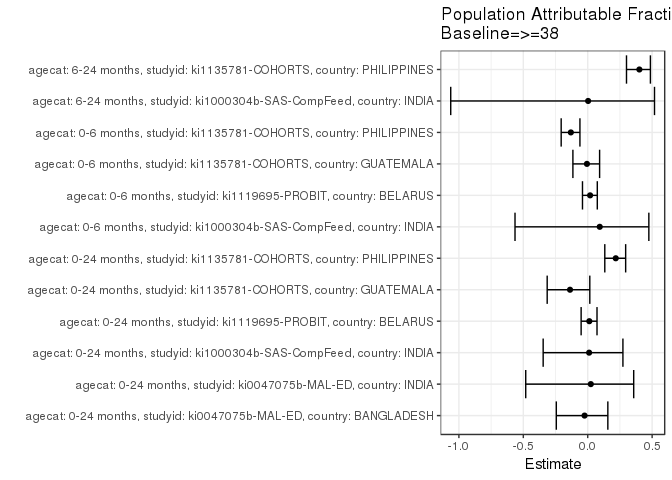 Population Attributable Fracti
Baseline=>=38
agecat: 6-24 months, studyid: ki1135781-COHORTS, country: PHILIPPINES
agecat: 6-24 months, studyid: ki1000304b-SAS-CompFeed, country: INDIA
agecat: 0-6 months, studyid: ki1135781-COHORTS, country: PHILIPPINES
agecat: 0-6 months, studyid: ki1135781-COHORTS, country: GUATEMALA
agecat: 0-6 months, studyid: ki1119695-PROBIT, country: BELARUS
agecat: 0-6 months, studyid: ki1000304b-SAS-CompFeed, country: INDIA
agecat: 0-24 months, studyid: ki1135781-COHORTS, country: PHILIPPINES
agecat: 0-24 months, studyid: ki1135781-COHORTS, country: GUATEMALA
agecat: 0-24 months, studyid: ki1119695-PROBIT, country: BELARUS
agecat: 0-24 months, studyid: ki1000304b-SAS-CompFeed, country: INDIA
agecat: 0-24 months, studyid: ki0047075b-MAL-ED, country: INDIA
agecat: 0-24 months, studyid: ki0047075b-MAL-ED, country: BANGLADESH
-1.0 -0.5 0.0 0.5
Estimate